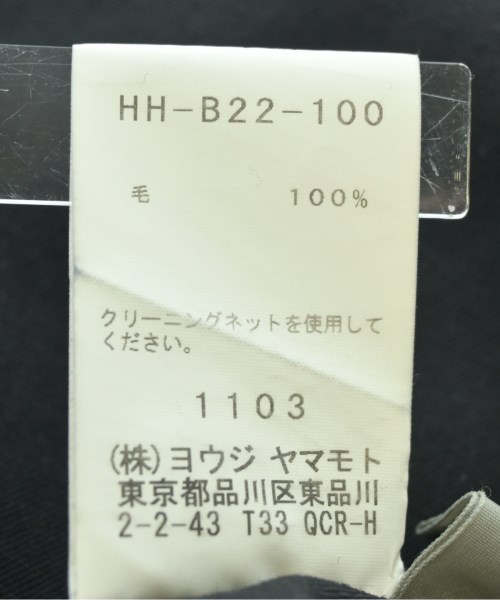 HH-B22-100
毛 100%
クリーニングネットを使用して
ください。
1103
(株)ヨウジ ヤマモト
東京都品川区東品川
2-2-43 T33 QCR-H